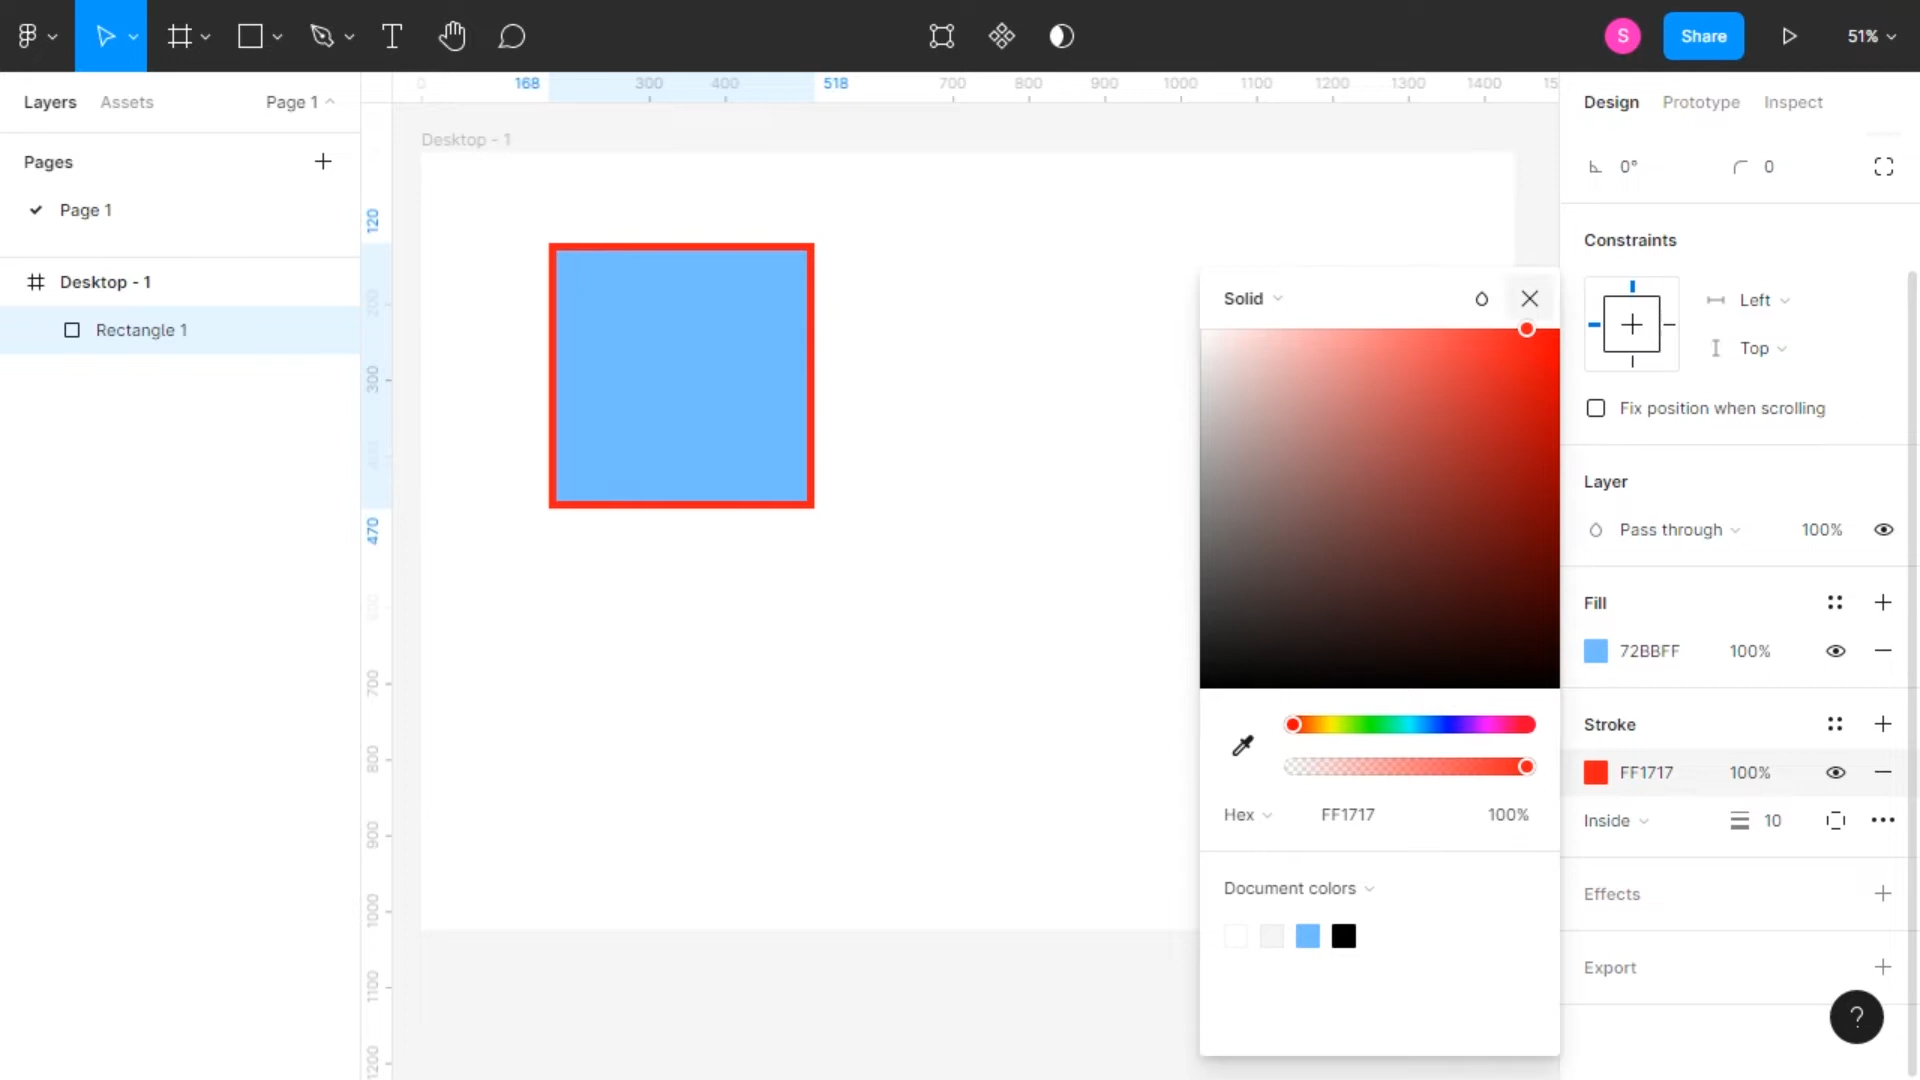 S
Share
51%
Layers
Assets
Page 1
Pages
Page 1
Desktop - 1
Rectangle 1
0
168
300
400
518
700
800
900
1000
1100
1200
1300
1400
120
200
300
470
600
700
800
900
1000
1100
1200
Desktop - 1
Solid
Hex
FF1717
100%
Document colors
Design
Prototype
Inspect
0°
0
Constraints
Left
Top
Fix position when scrolling
Layer
Pass through
100%
Fill
72BBFF
100%
Stroke
FF1717
100%
Inside
10
Effects
Export
?